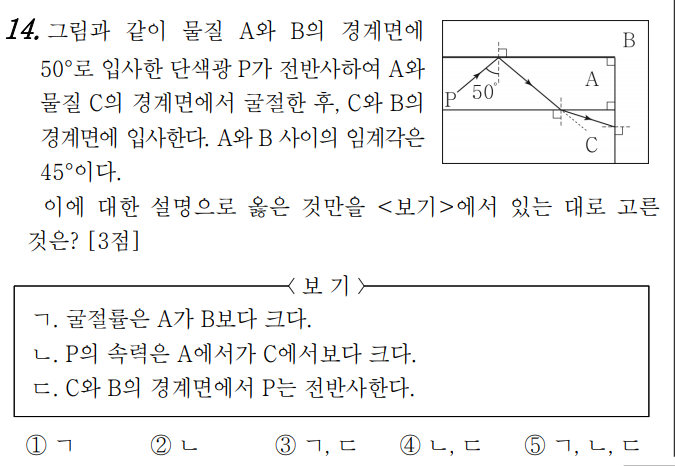 14. 그림과 같이 물질 A와 B의 경계면에
50°로 입사한 단색광 P가 전반사하여 A와
물질 C의 경계면에서 굴절한 후, C와 B의
경계면에 입사한다. A와 B 사이의 임계각은
45°이다.
B
A
P
50°
C
이에 대한 설명으로 옳은 것만을 <보기>에서 있는 대로 고른
것은? [3점]
〈보 기〉
ㄱ. 굴절률은 A가 B보다 크다.
ㄴ. P의 속력은 A에서가 C에서보다 크다.
ㄷ. C와 B의 경계면에서 P는 전반사한다.
① ㄱ ② ㄴ ③ ㄱ, ㄷ ④ ㄴ, ㄷ ⑤ ㄱ, ㄴ, ㄷ